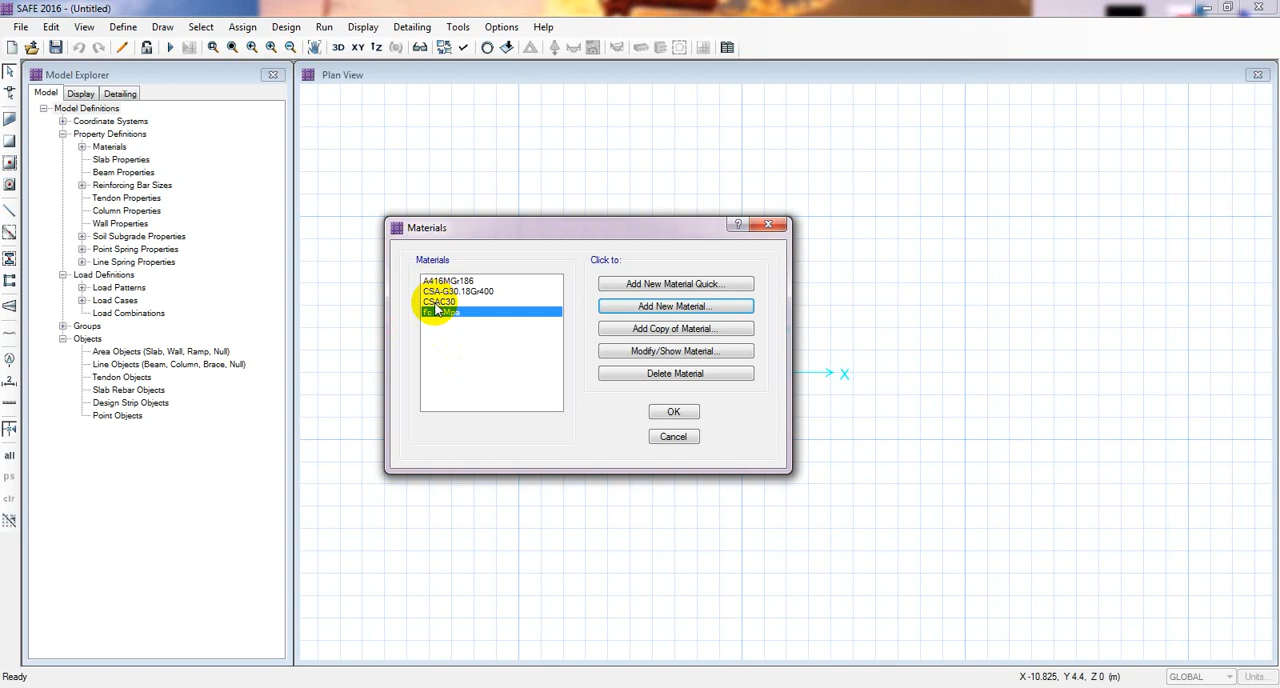 SAFE 2016 - (Untitled)
File Edit View Define Draw Select Assign Design Run Display Detailing Tools Options Help
3D XY
Model Explorer
Plan View
Model Display Detailing
Model Definitions
Coordinate Systems
Property Definitions
Materials
Slab Properties
Beam Properties
Reinforcing Bar Sizes
Tendon Properties
Column Properties
Wall Properties
Soil Subgrade Properties
Point Spring Properties
Line Spring Properties
Load Definitions
Load Patterns
Load Cases
Load Combinations
Groups
Objects
Area Objects (Slab, Wall, Ramp, Null)
Line Objects (Beam, Column, Brace, Null)
Tendon Objects
Slab Rebar Objects
Design Strip Objects
Point Objects
all
ps
clr
Materials
?
Materials
A416MGr186
CSA-G30.18Gr400
CSAC30
Click to:
Add New Material Quick...
Add New Material...
Add Copy of Material...
Modify/Show Material...
Delete Material
OK
Cancel
X
Ready
X -10.825, Y 4.4, Z 0 (m)
GLOBAL
Units...